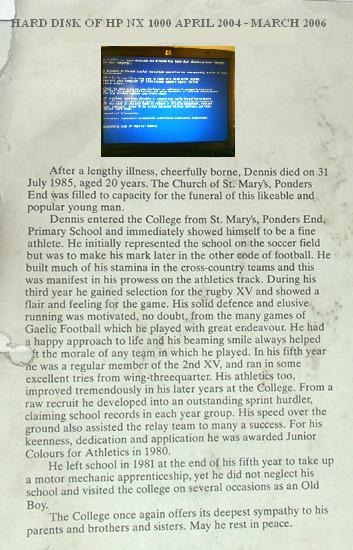 HARD DISK OF HP NX 1000 APRIL 2004 - MARCH 2006
After a lengthy illness, cheerfully borne, Dennis died on 31
July 1985, aged 20 years. The Church of St. Mary's, Ponders
End was filled to capacity for the funeral of this likeable and
popular young man.
Dennis entered the College from St. Mary's, Ponders End,
Primary School and immediately showed himself to be a fine
athlete. He initially represented the school on the soccer field
but was to make his mark later in the other code of football. He
built much of his stamina in the cross-country teams and this
was manifest in his prowess on the athletics track. During his
third year he gained selection for the rugby XV and showed a
flair and feeling for the game. His solid defence and elusive
running was motivated, no doubt, from the many games of
Gaelic Football which he played with great endeavour. He had
a happy approach to life and his beaming smile always helped
ft the morale of any team in which he played. In his fifth year
he was a regular member of the 2nd XV, and ran in some
excellent tries from wing-threequarter. His athletics too,
improved tremendously in his later years at the College. From a
raw recruit he developed into an outstanding sprint hurdler,
claiming school records in each year group. His speed over the
ground also assisted the relay team to many a success. For his
keenness, dedication and application he was awarded Junior
Colours for Athletics in 1980.
He left school in 1981 at the end of his fifth year to take up
a motor mechanic apprenticeship, yet he did not neglect his
school and visited the college on several occasions as an Old
Boy.
The College once again offers its deepest sympathy to his
parents and brothers and sisters. May he rest in peace.